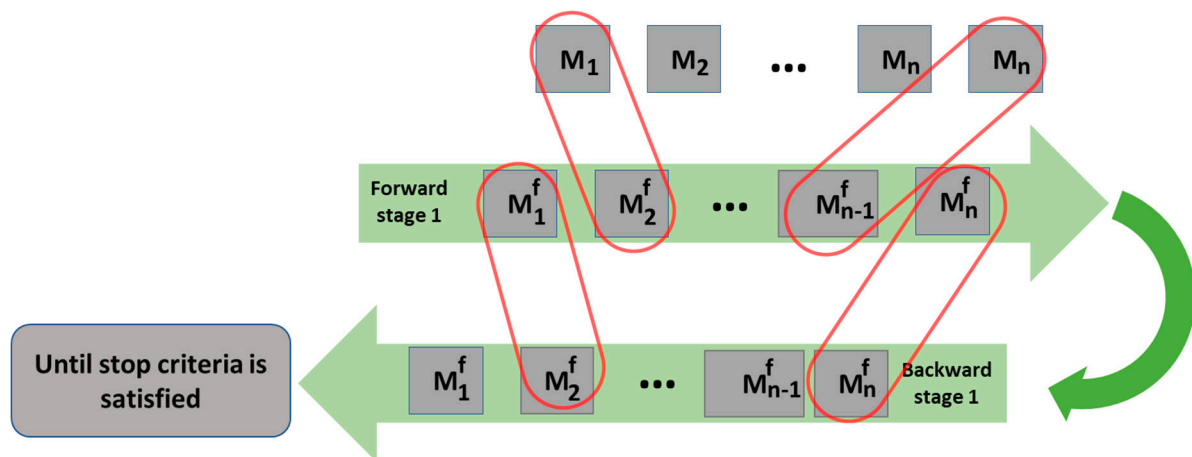 M₁ M₂ ... Mₙ Mₙ
Forward
stage 1
M₁ᶠ M₂ᶠ ... Mₙ₋₁ᶠ Mₙᶠ
Until stop criteria is
satisfied
M₁ᶠ M₂ᶠ ... Mₙ₋₁ᶠ Mₙᶠ
Backward
stage 1